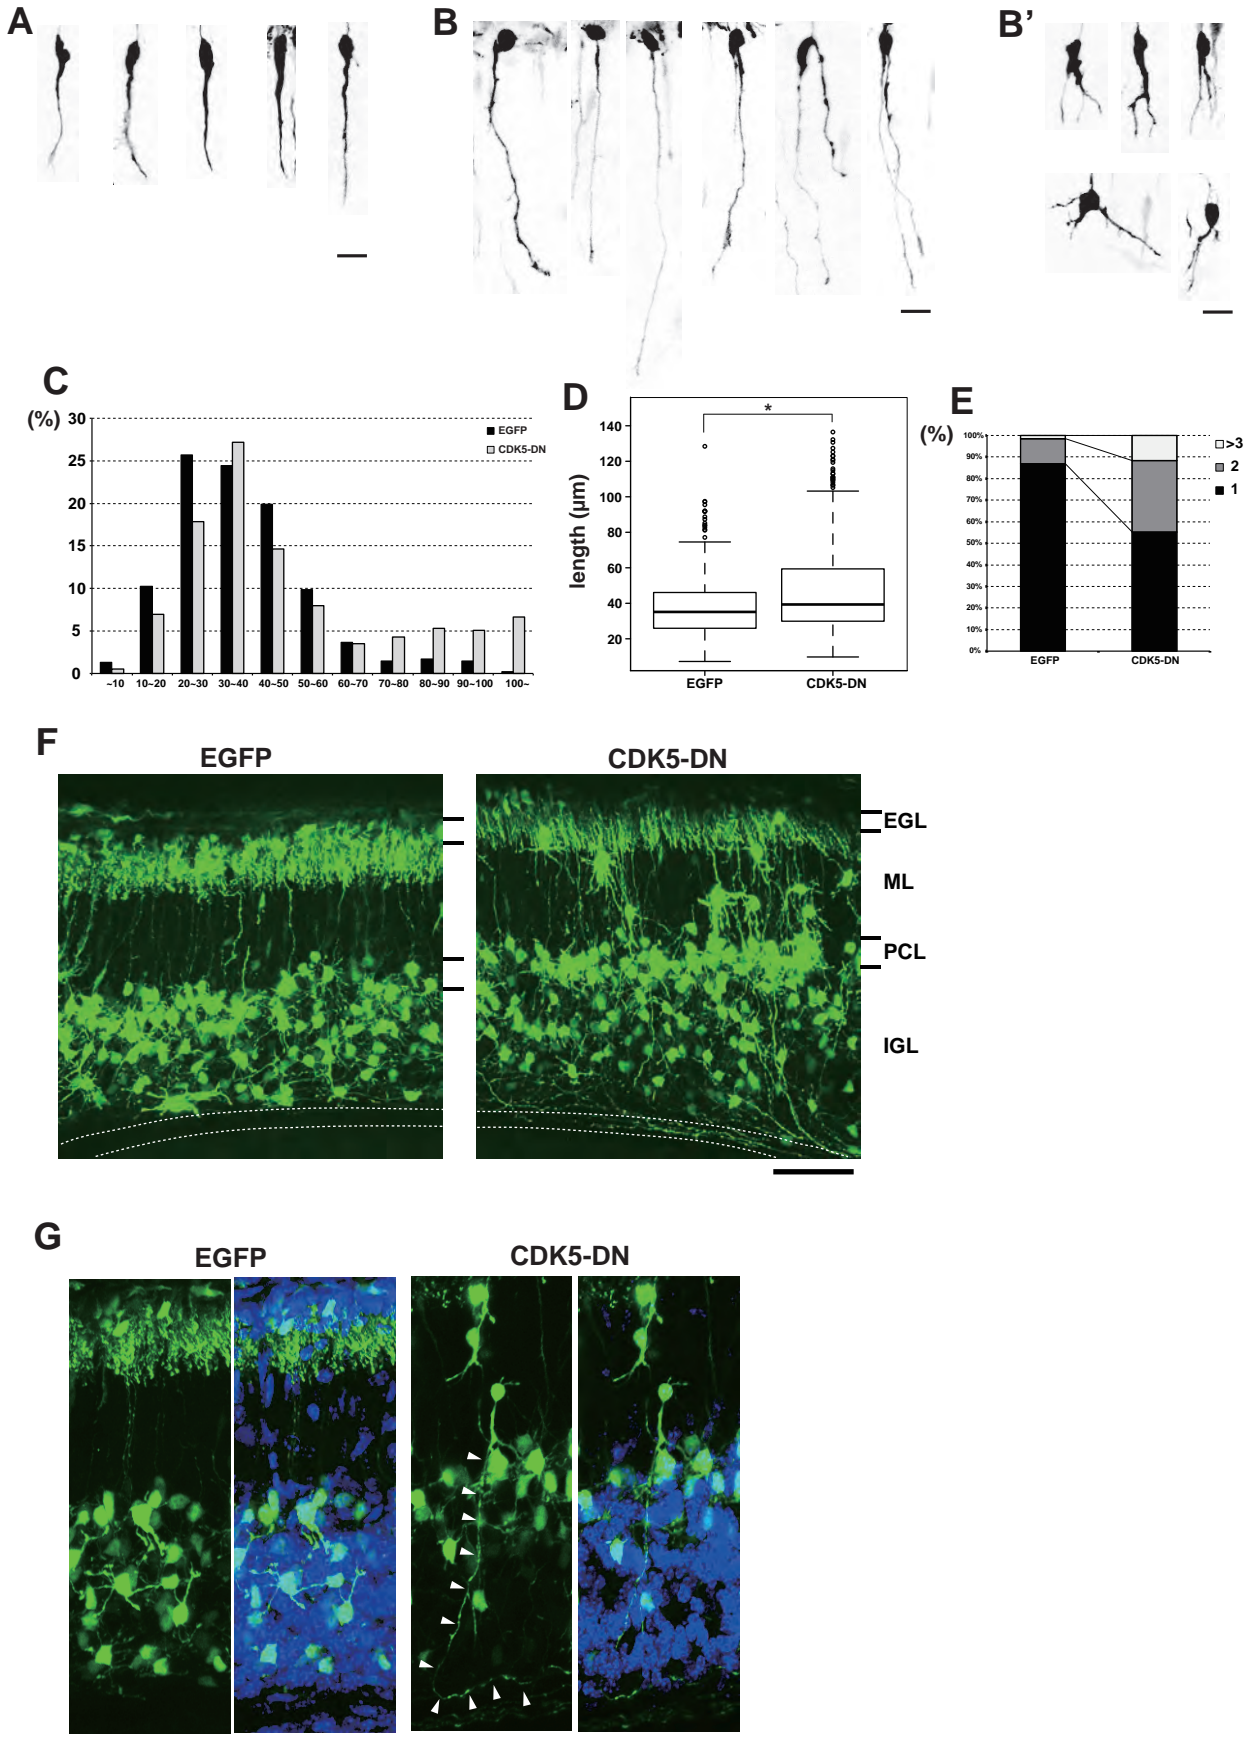 A
B
B’
C
(%)
30
25
20
15
10
5
0
EGFP
CDK5-DN
~10 10~20 20~30 30~40 40~50 50~60 60~70 70~80 80~90 90~100 100~
D
*
length (µm)
140
120
100
80
60
40
20
EGFP CDK5-DN
E
(%)
100%
90%
80%
70%
60%
50%
40%
30%
20%
10%
0%
>3
2
1
EGFP CDK5-DN
F
EGFP CDK5-DN
EGL
ML
PCL
IGL
G
EGFP CDK5-DN